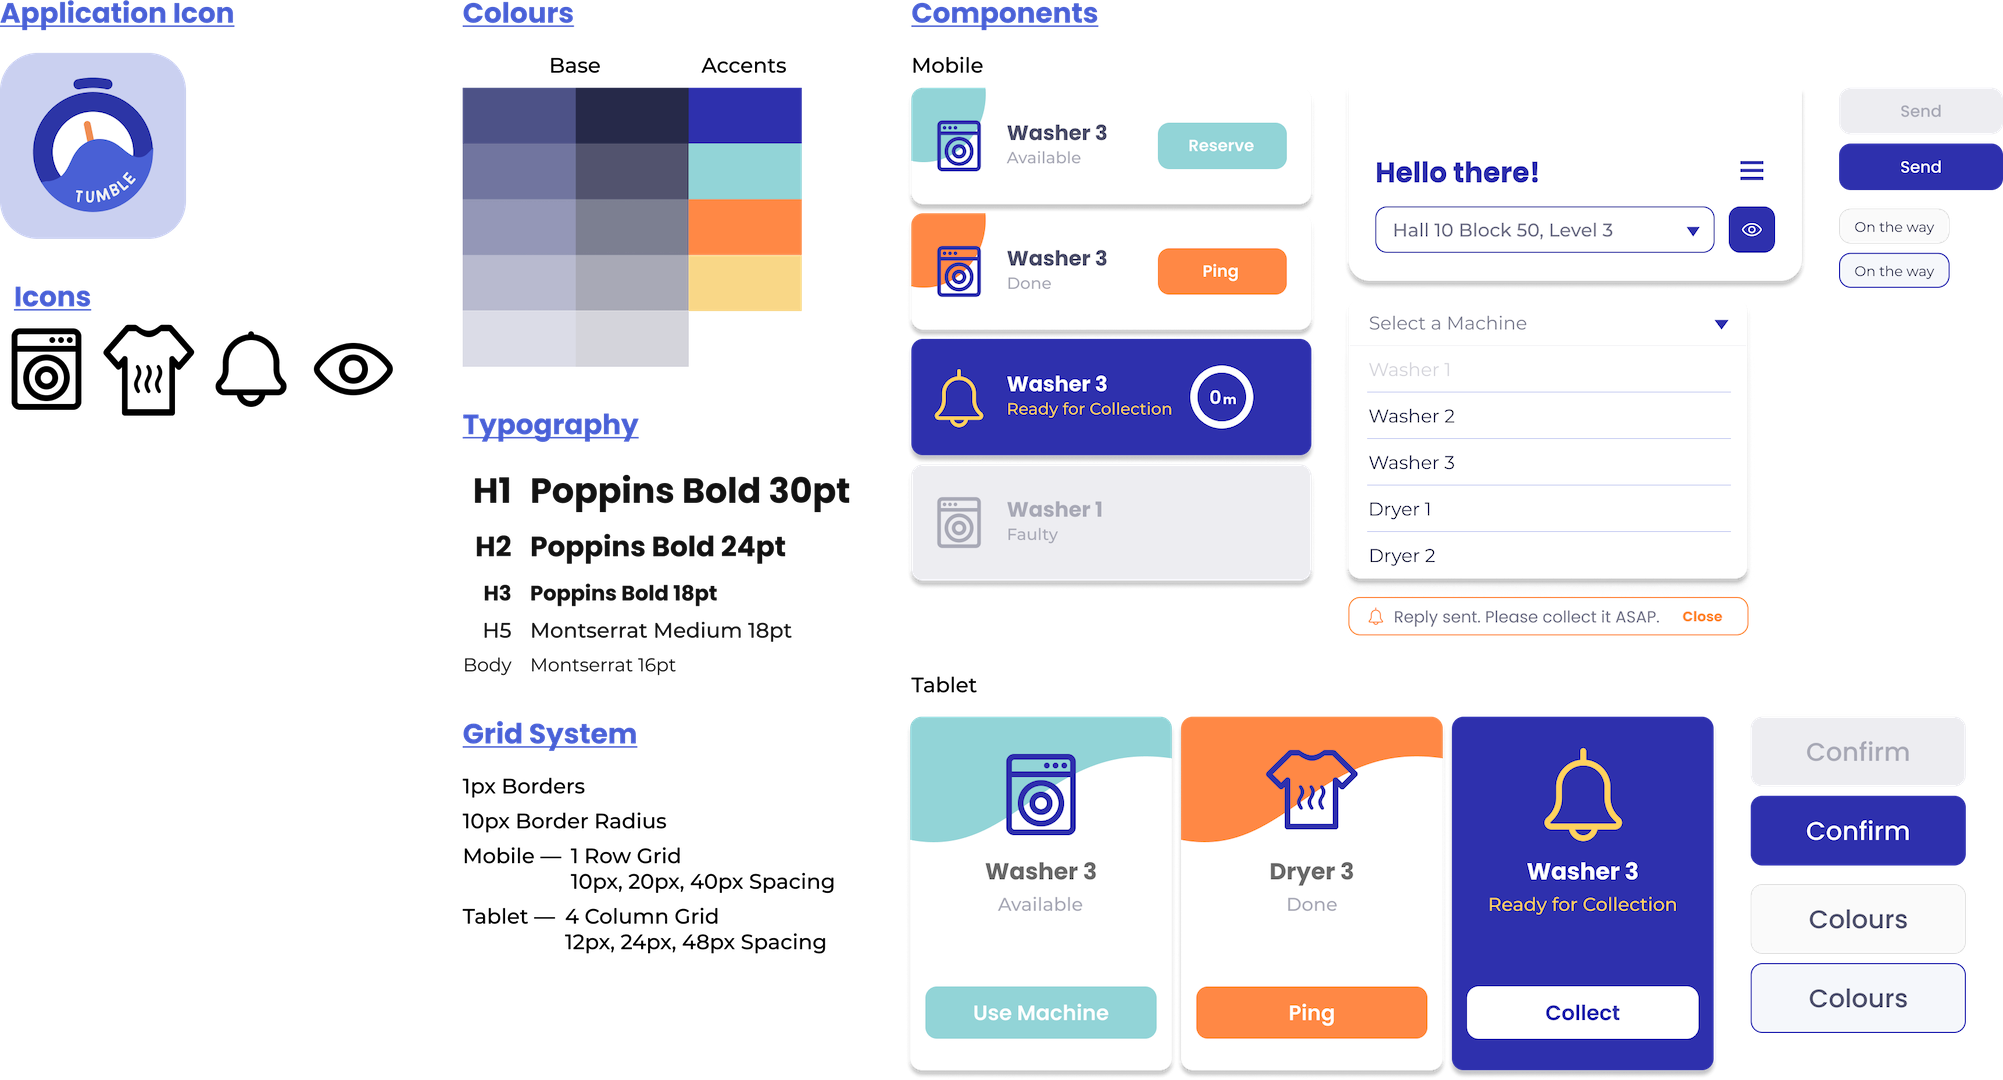 Application Icon
TUMBLE
Icons
Colours
Base
Accents
Typography
H1 Poppins Bold 30pt
H2 Poppins Bold 24pt
H3 Poppins Bold 18pt
H5 Montserrat Medium 18pt
Body Montserrat 16pt
Grid System
1px Borders
10px Border Radius
Mobile — 1 Row Grid
10px, 20px, 40px Spacing
Tablet — 4 Column Grid
12px, 24px, 48px Spacing
Components
Mobile
Washer 3
Available
Reserve
Washer 3
Done
Ping
Washer 3
Ready for Collection
0m
Washer 1
Faulty
Hello there!
Hall 10 Block 50, Level 3
Select a Machine
Washer 1
Washer 2
Washer 3
Dryer 1
Dryer 2
Reply sent. Please collect it ASAP. Close
Send
Send
On the way
On the way
Tablet
Washer 3
Available
Use Machine
Dryer 3
Done
Ping
Washer 3
Ready for Collection
Collect
Confirm
Confirm
Colours
Colours